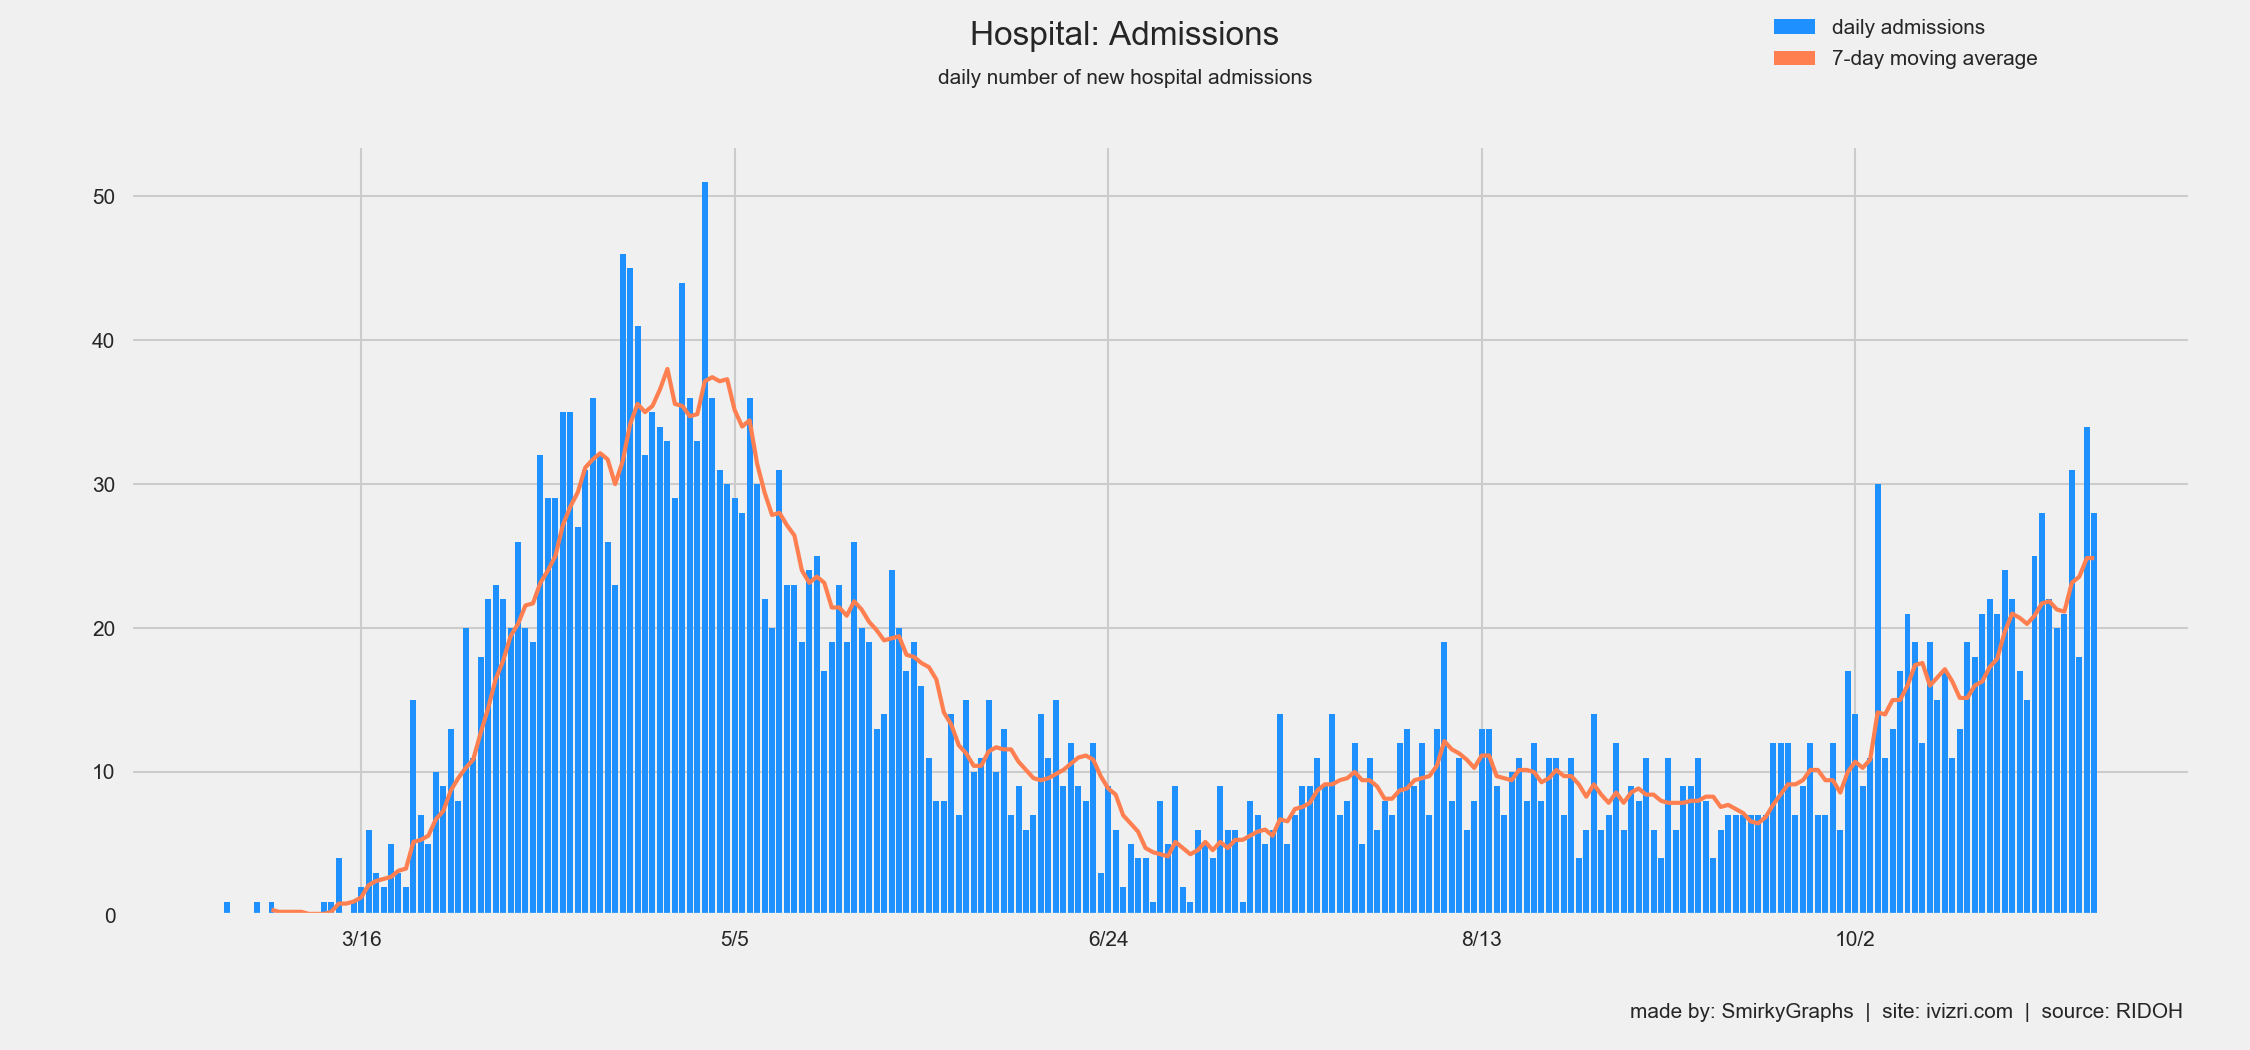 Hospital: Admissions
daily number of new hospital admissions
daily admissions
7-day moving average
50
40
30
20
10
0
3/16 5/5 6/24 8/13 10/2
made by: SmirkyGraphs | site: ivizri.com | source: RIDOH